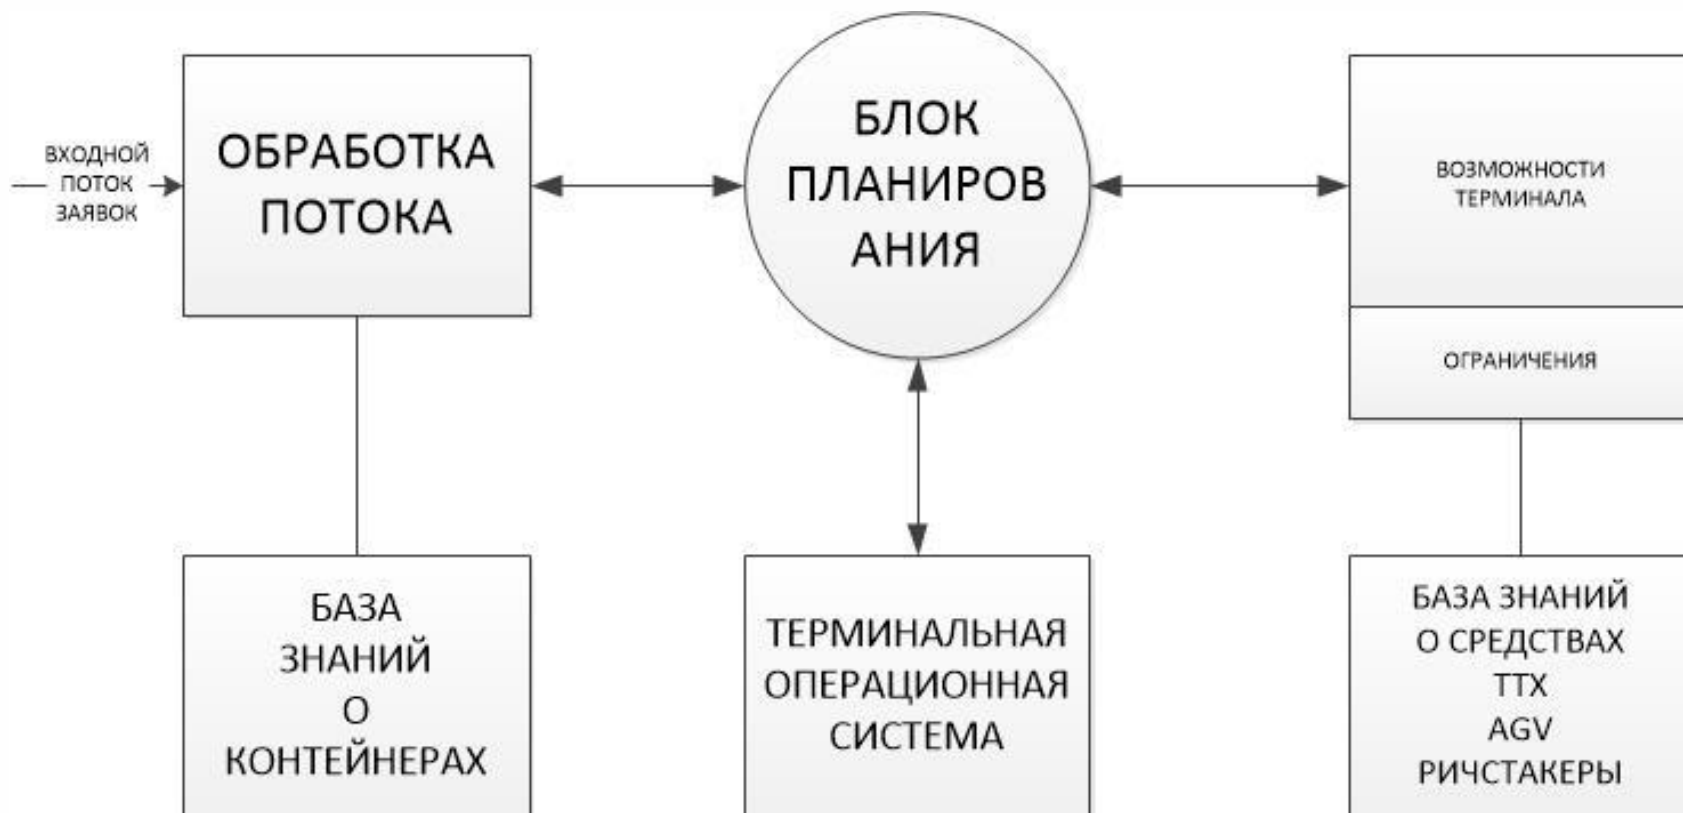 ВХОДНОЙ
ПОТОК
ЗАЯВОК
ОБРАБОТКА
ПОТОКА
БЛОК
ПЛАНИРОВ
АНИЯ
ВОЗМОЖНОСТИ
ТЕРМИНАЛА
ОГРАНИЧЕНИЯ
БАЗА
ЗНАНИЙ
О
КОНТЕЙНЕРАХ
ТЕРМИНАЛЬНАЯ
ОПЕРАЦИОННАЯ
СИСТЕМА
БАЗА ЗНАНИЙ
О СРЕДСТВАХ
ТТХ
AGV
РИЧСТАКЕРЫ